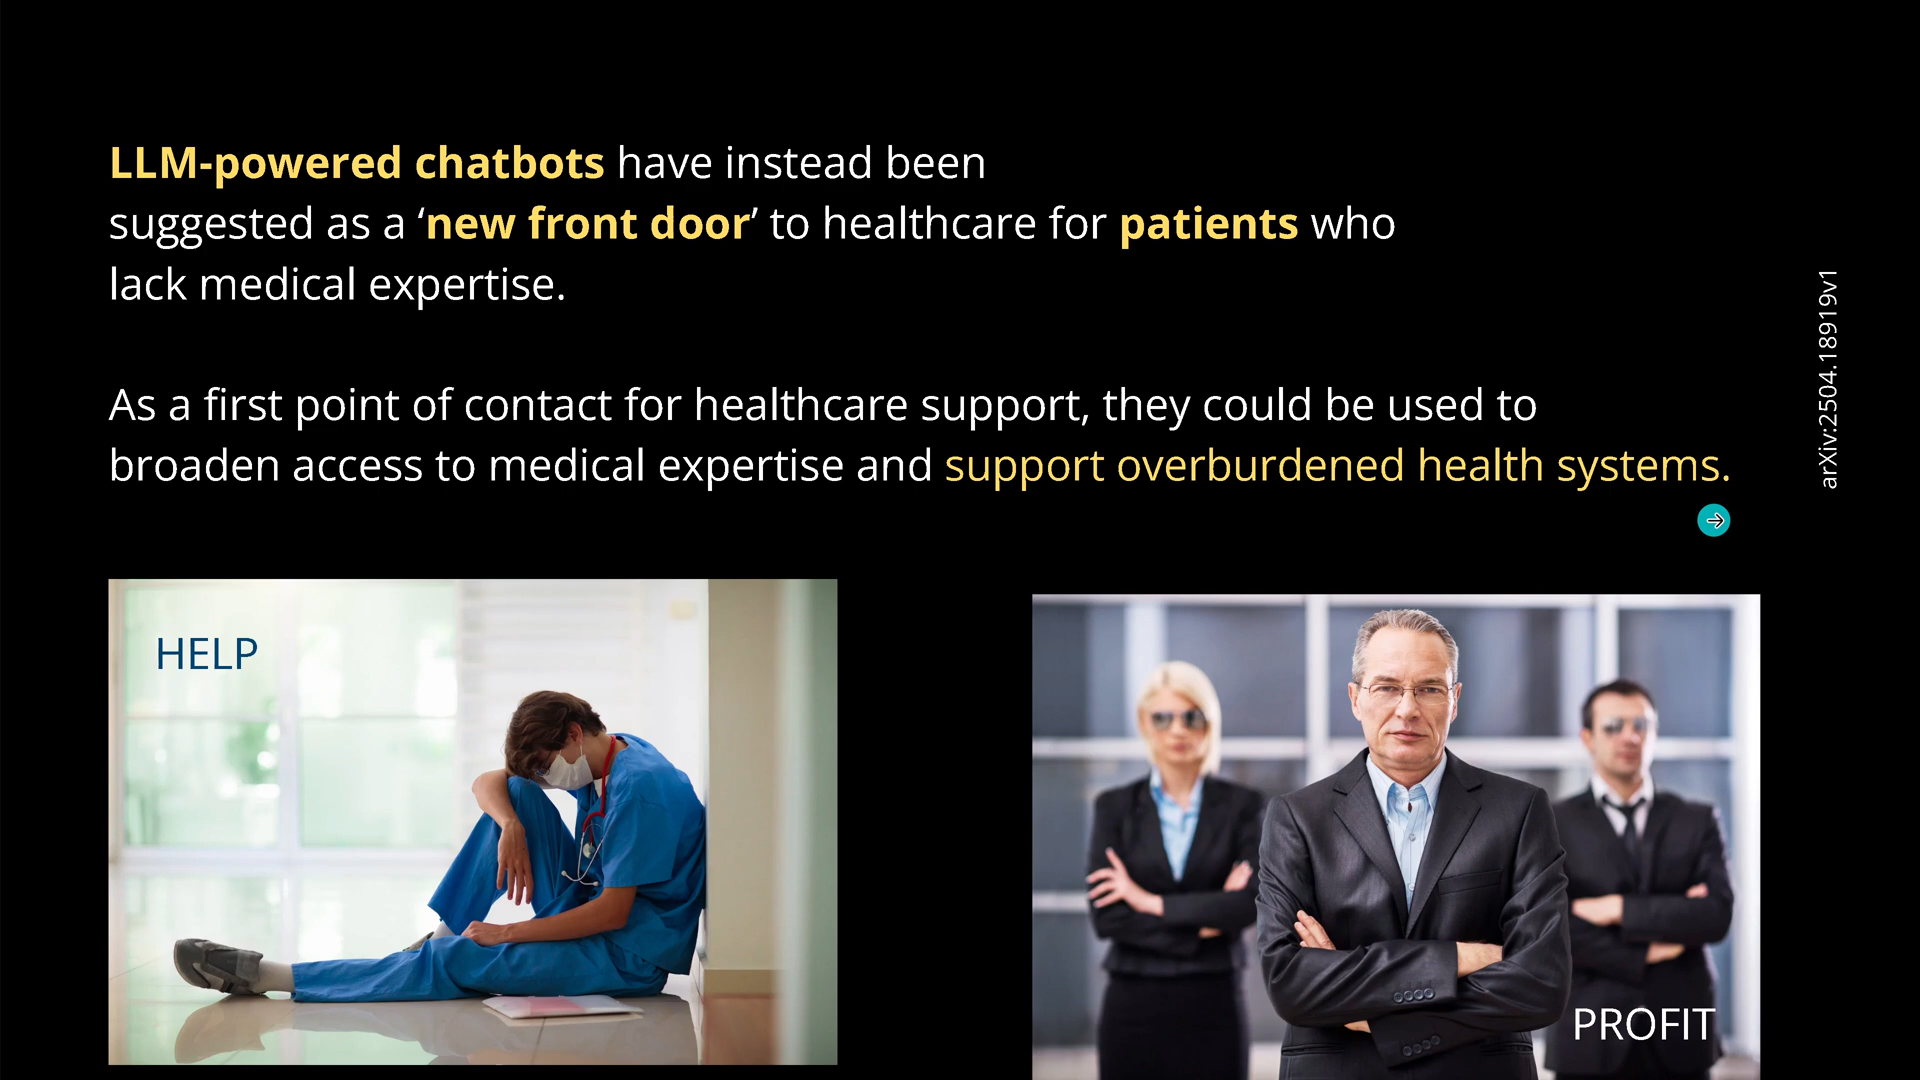 LLM-powered chatbots have instead been
suggested as a ‘new front door’ to healthcare for patients who
lack medical expertise.
As a first point of contact for healthcare support, they could be used to
broaden access to medical expertise and support overburdened health systems.
arXiv:2504.18919v1
HELP
PROFIT